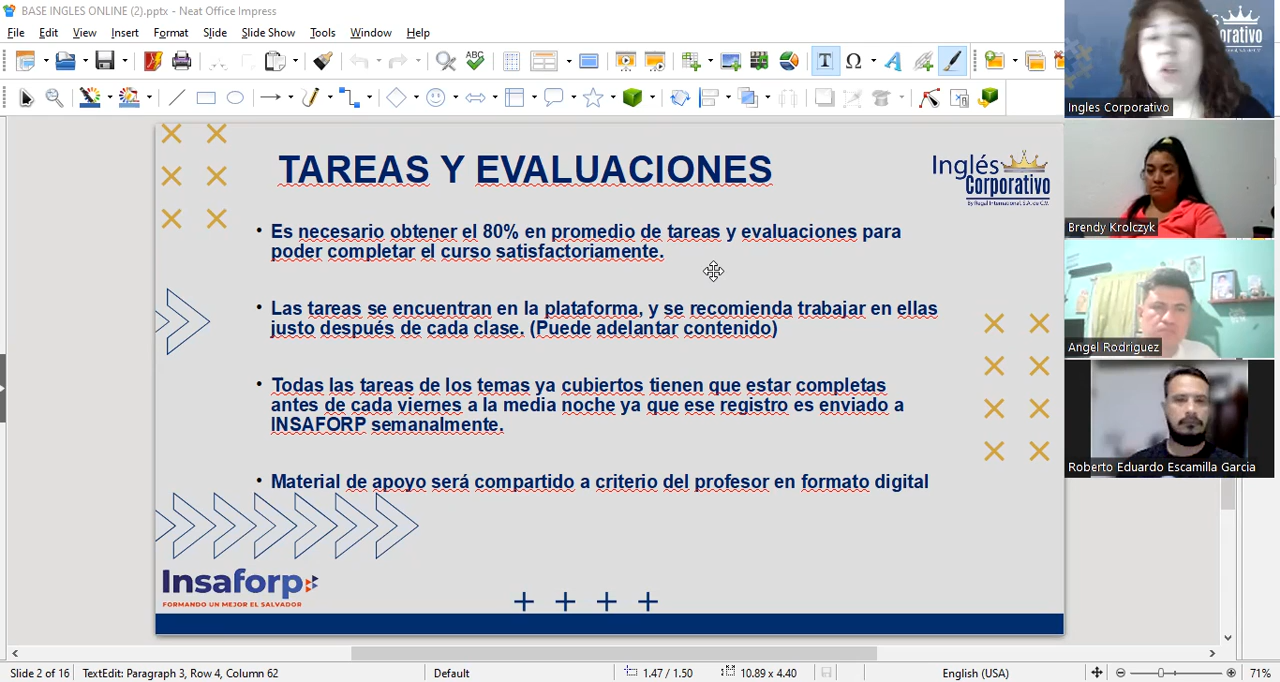 BASE INGLES ONLINE (2).pptx - Neat Office Impress
File Edit View Insert Format Slide Slide Show Tools Window Help
TAREAS Y EVALUACIONES
Inglés
Corporativo
By Regal International, S.A. de C.V.
• Es necesario obtener el 80% en promedio de tareas y evaluaciones para
poder completar el curso satisfactoriamente.
• Las tareas se encuentran en la plataforma, y se recomienda trabajar en ellas
justo después de cada clase. (Puede adelantar contenido)
• Todas las tareas de los temas ya cubiertos tienen que estar completas
antes de cada viernes a la media noche ya que ese registro es enviado a
INSAFORP semanalmente.
• Material de apoyo será compartido a criterio del profesor en formato digital
Insaforp
FORMANDO UN MEJOR EL SALVADOR
Ingles Corporativo
Brendy Krolczyk
Angel Rodriguez
Roberto Eduardo Escamilla Garcia
Slide 2 of 16 TextEdit: Paragraph 3, Row 4, Column 62 Default 1.47 / 1.50 10.89 x 4.40 English (USA) 71%